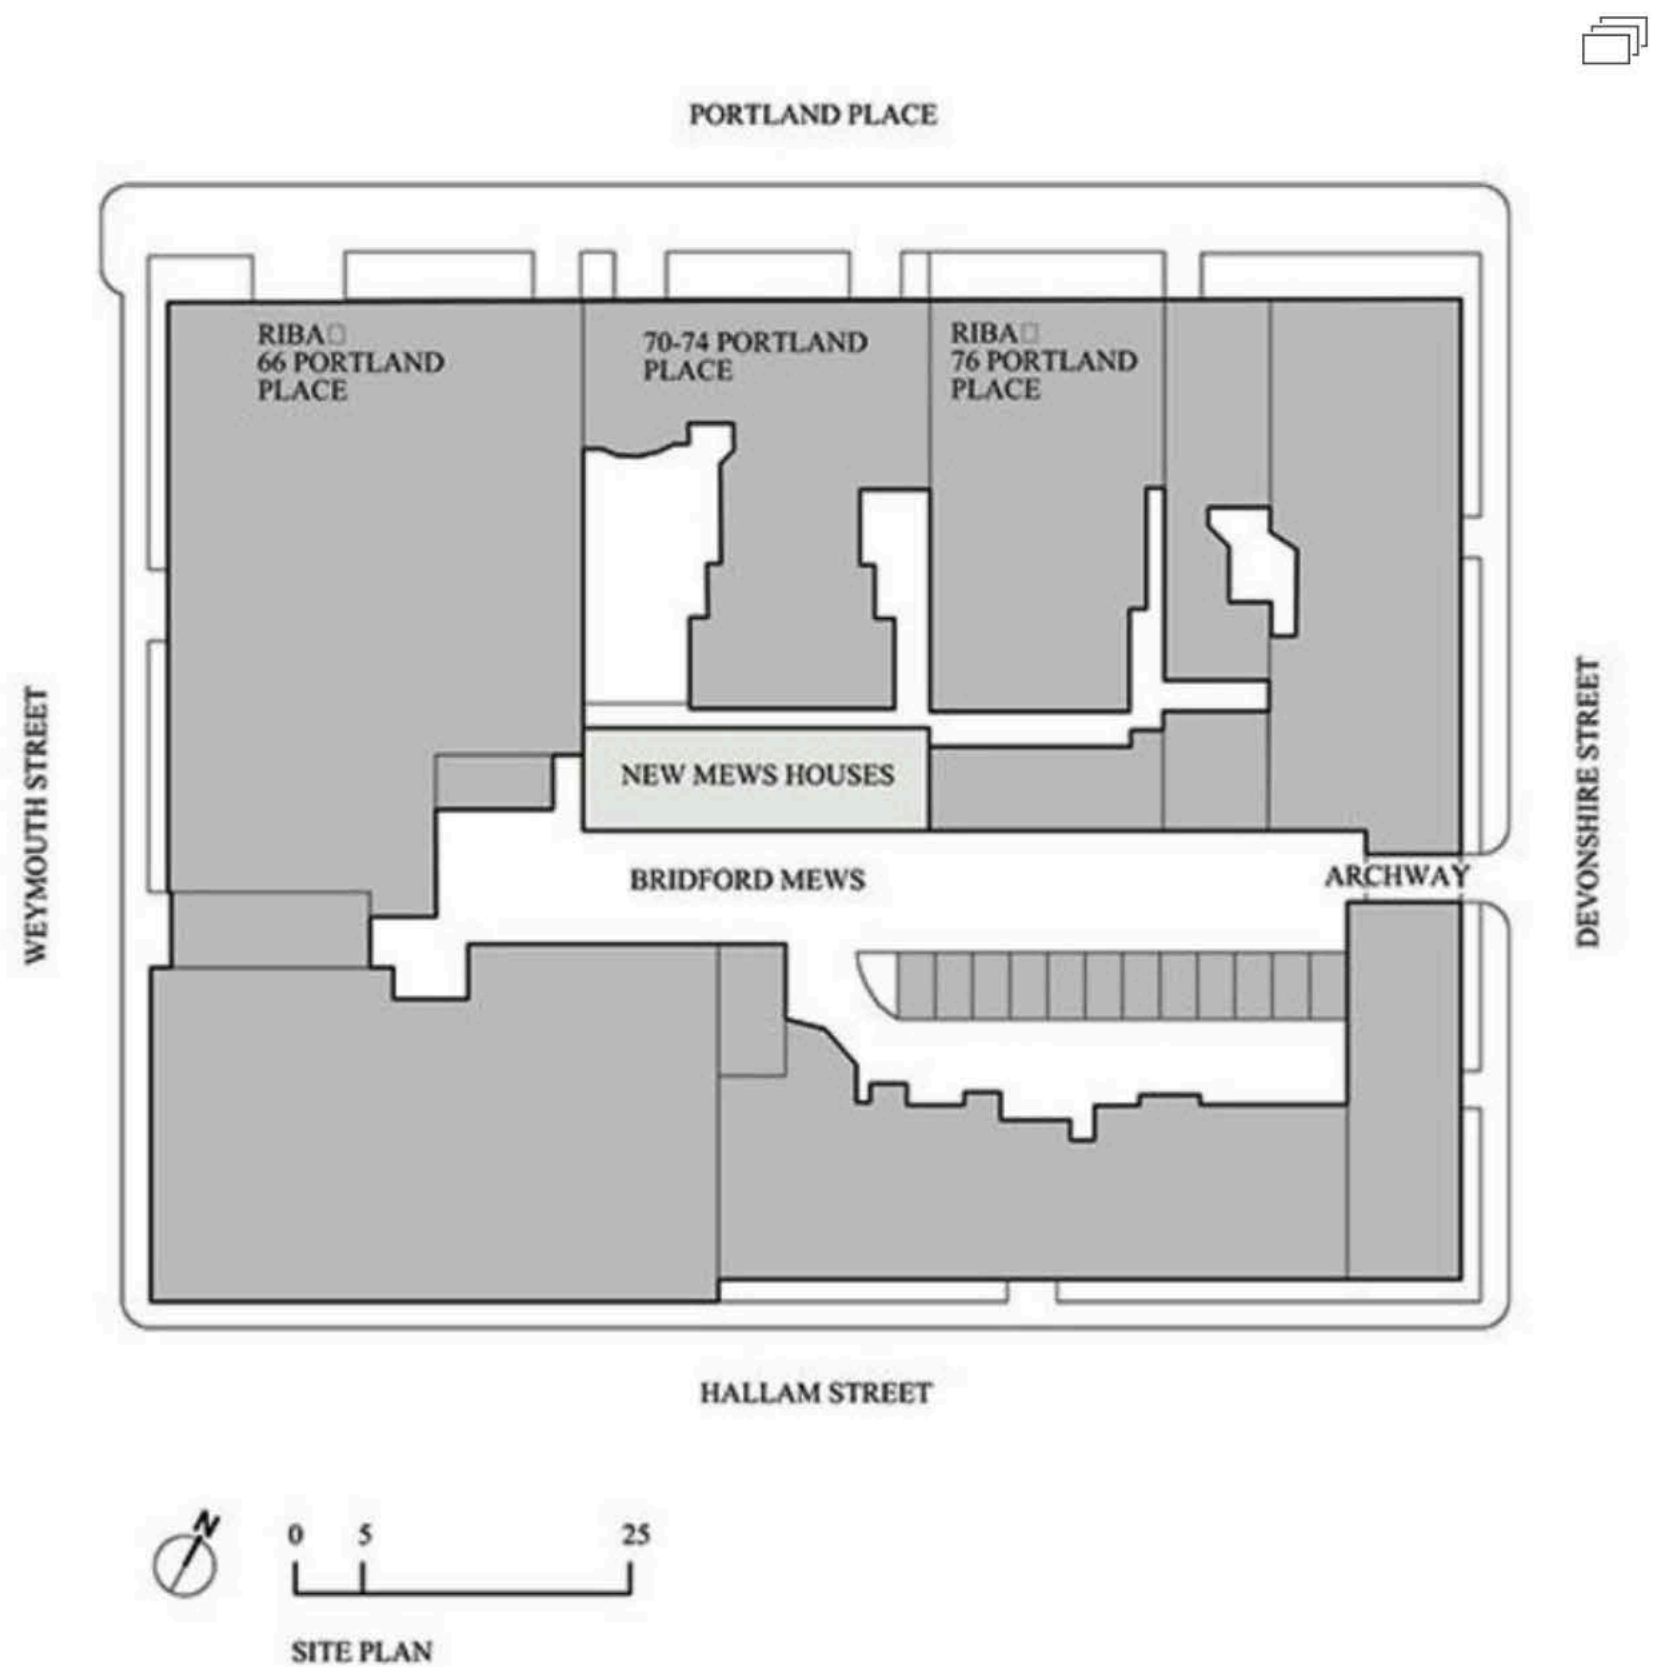 PORTLAND PLACE
RIBA
66 PORTLAND
PLACE
70-74 PORTLAND
PLACE
RIBA
76 PORTLAND
PLACE
WEYMOUTH STREET
NEW MEWS HOUSES
DEVONSHIRE STREET
BRIDFORD MEWS
ARCHWAY
HALLAM STREET
N
0 5 25
SITE PLAN